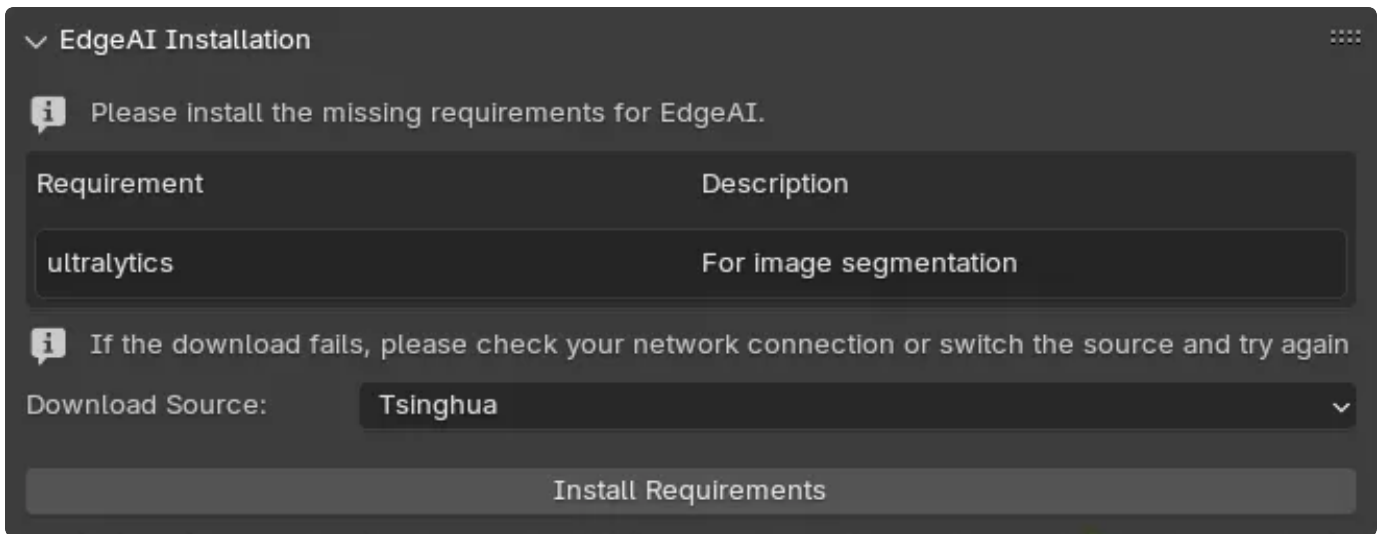 EdgeAI Installation
Please install the missing requirements for EdgeAI.
Requirement Description
ultralytics For image segmentation
If the download fails, please check your network connection or switch the source and try again
Download Source: Tsinghua
Install Requirements